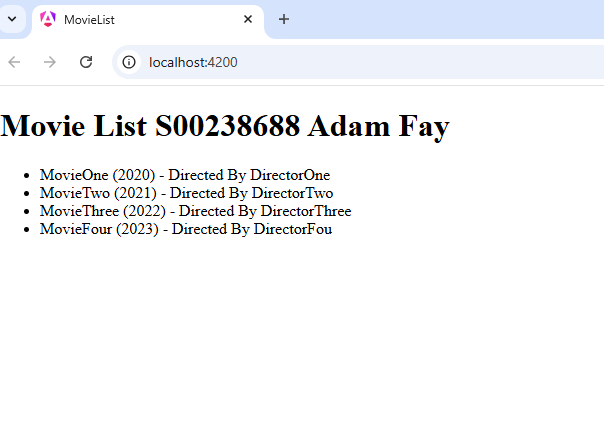 MovieList
localhost:4200
Movie List S00238688 Adam Fay
MovieOne (2020) - Directed By DirectorOne
MovieTwo (2021) - Directed By DirectorTwo
MovieThree (2022) - Directed By DirectorThree
MovieFour (2023) - Directed By DirectorFou